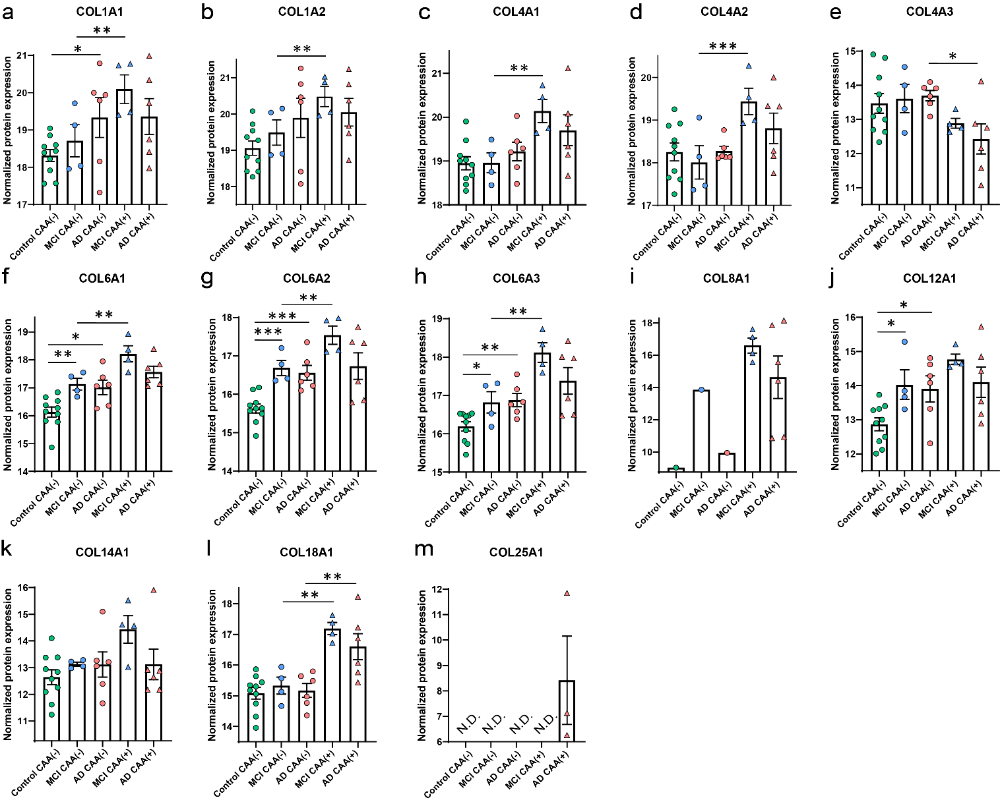 a
COL1A1
Normalized protein expression
21
20
19
18
17
*
**
Control CAA(-)
MCI CAA(-)
AD CAA(-)
MCI CAA(+)
AD CAA(+)
b
COL1A2
Normalized protein expression
21
20
19
18
**
Control CAA(-)
MCI CAA(-)
AD CAA(-)
MCI CAA(+)
AD CAA(+)
c
COL4A1
Normalized protein expression
21
20
19
18
**
Control CAA(-)
MCI CAA(-)
AD CAA(-)
MCI CAA(+)
AD CAA(+)
d
COL4A2
Normalized protein expression
20
19
18
17
***
Control CAA(-)
MCI CAA(-)
AD CAA(-)
MCI CAA(+)
AD CAA(+)
e
COL4A3
Normalized protein expression
15
14
13
12
11
*
Control CAA(-)
MCI CAA(-)
AD CAA(-)
MCI CAA(+)
AD CAA(+)
f
COL6A1
Normalized protein expression
19
18
17
16
15
14
**
*
**
Control CAA(-)
MCI CAA(-)
AD CAA(-)
MCI CAA(+)
AD CAA(+)
g
COL6A2
Normalized protein expression
18
17
16
15
14
**
***
***
Control CAA(-)
MCI CAA(-)
AD CAA(-)
MCI CAA(+)
AD CAA(+)
h
COL6A3
Normalized protein expression
19
18
17
16
15
**
**
*
Control CAA(-)
MCI CAA(-)
AD CAA(-)
MCI CAA(+)
AD CAA(+)
i
COL8A1
Normalized protein expression
18
16
14
12
10
Control CAA(-)
MCI CAA(-)
AD CAA(-)
MCI CAA(+)
AD CAA(+)
j
COL12A1
Normalized protein expression
16
15
14
13
12
*
*
Control CAA(-)
MCI CAA(-)
AD CAA(-)
MCI CAA(+)
AD CAA(+)
k
COL14A1
Normalized protein expression
16
15
14
13
12
11
Control CAA(-)
MCI CAA(-)
AD CAA(-)
MCI CAA(+)
AD CAA(+)
l
COL18A1
Normalized protein expression
18
17
16
15
14
**
**
Control CAA(-)
MCI CAA(-)
AD CAA(-)
MCI CAA(+)
AD CAA(+)
m
COL25A1
Normalized protein expression
12
11
10
9
8
7
6
N.D.
N.D.
N.D.
N.D.
Control CAA(-)
MCI CAA(-)
AD CAA(-)
MCI CAA(+)
AD CAA(+)